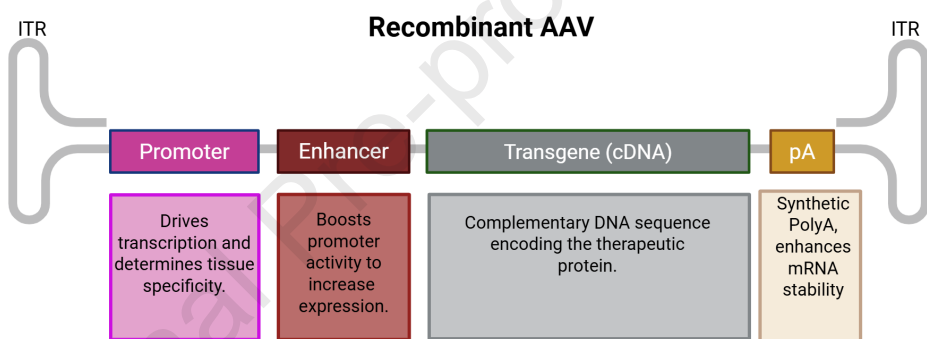 Recombinant AAV
ITR
ITR
Promoter
Enhancer
Transgene (cDNA)
pA
Drives
transcription and
determines tissue
specificity.
Boosts
promoter
activity to
increase
expression.
Complementary DNA sequence
encoding the therapeutic
protein.
Synthetic
PolyA,
enhances
mRNA
stability